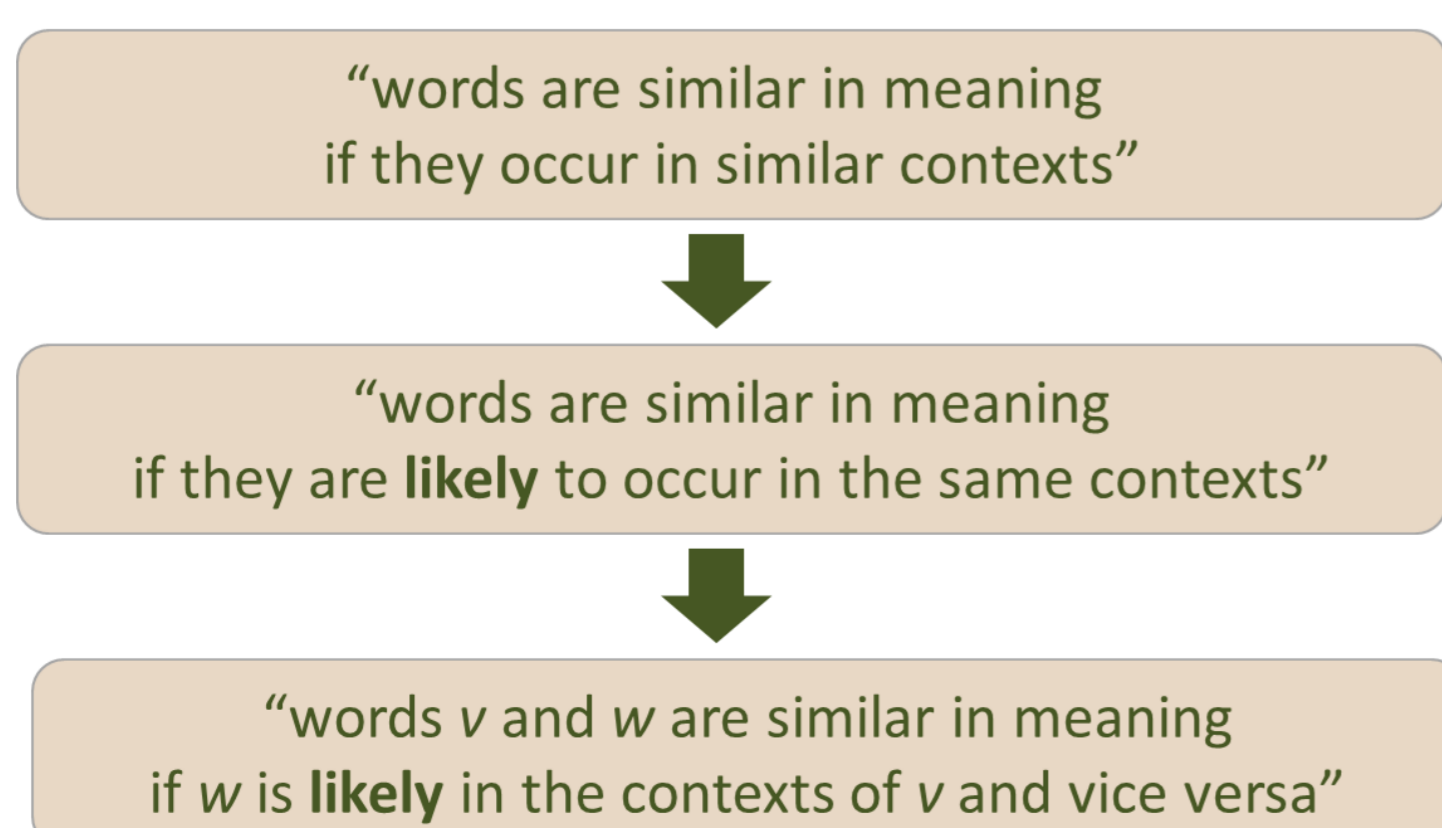 “words are similar in meaning
if they occur in similar contexts”
“words are similar in meaning
if they are likely to occur in the same contexts”
“words v and w are similar in meaning
if w is likely in the contexts of v and vice versa”